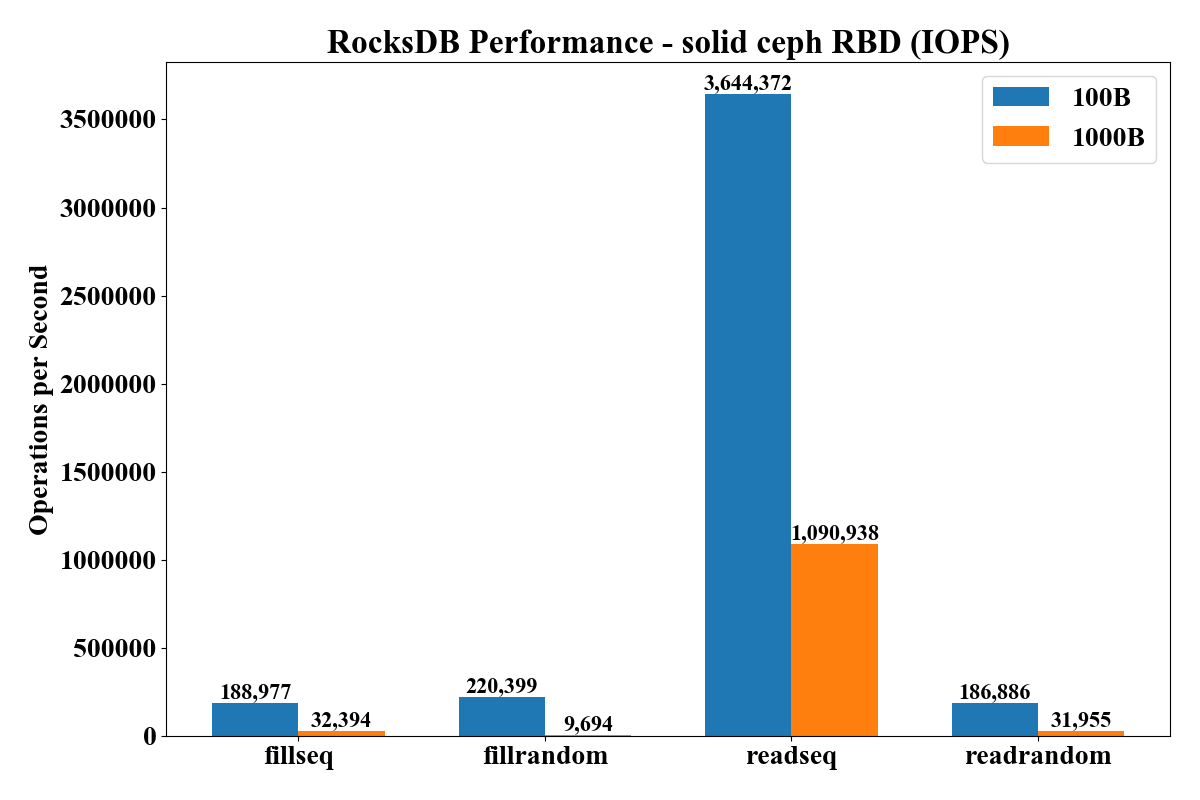 RocksDB Performance - solid ceph RBD (IOPS)
100B
1000B
Operations per Second
3500000
3000000
2500000
2000000
1500000
1000000
500000
0
188,977
32,394
220,399
9,694
3,644,372
1,090,938
186,886
31,955
fillseq
fillrandom
readseq
readrandom